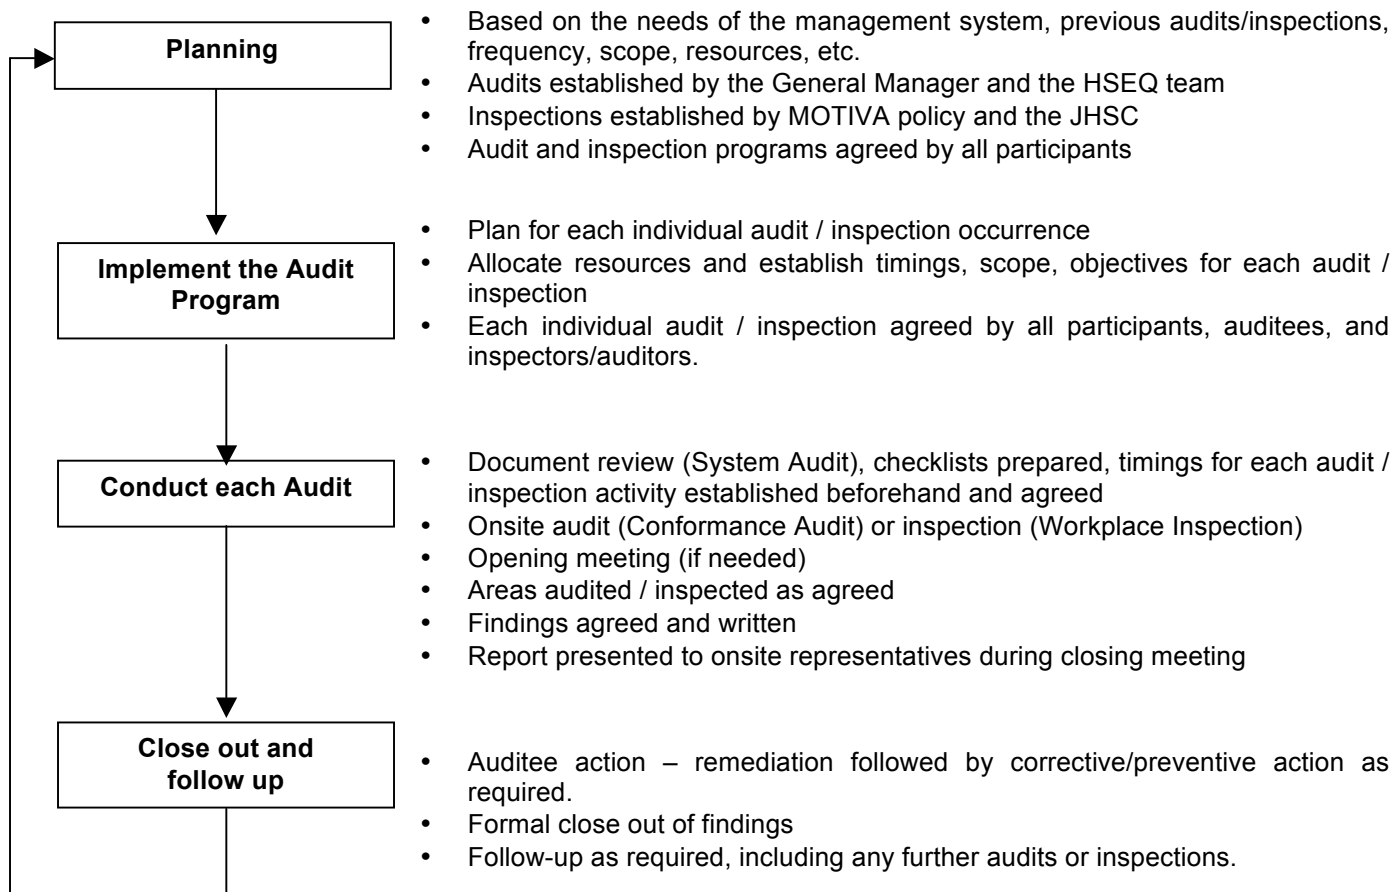 Planning
• Based on the needs of the management system, previous audits/inspections,
frequency, scope, resources, etc.
• Audits established by the General Manager and the HSEQ team
• Inspections established by MOTIVA policy and the JHSC
• Audit and inspection programs agreed by all participants
Implement the Audit
Program
• Plan for each individual audit / inspection occurrence
• Allocate resources and establish timings, scope, objectives for each audit /
inspection
• Each individual audit / inspection agreed by all participants, auditees, and
inspectors/auditors.
Conduct each Audit
• Document review (System Audit), checklists prepared, timings for each audit /
inspection activity established beforehand and agreed
• Onsite audit (Conformance Audit) or inspection (Workplace Inspection)
• Opening meeting (if needed)
• Areas audited / inspected as agreed
• Findings agreed and written
• Report presented to onsite representatives during closing meeting
Close out and
follow up
• Auditee action – remediation followed by corrective/preventive action as
required.
• Formal close out of findings
• Follow-up as required, including any further audits or inspections.